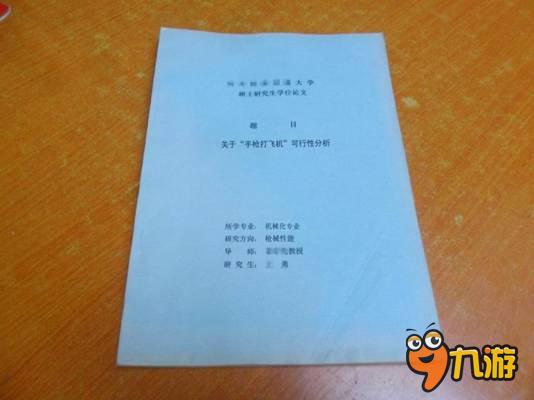 大学
硕士研究生学位论文
题 目
关于“手枪打飞机”可行性分析
所学专业: 机械化专业
研究方向: 枪械性能
导 师: 教授
研 究 生: 勇
九游